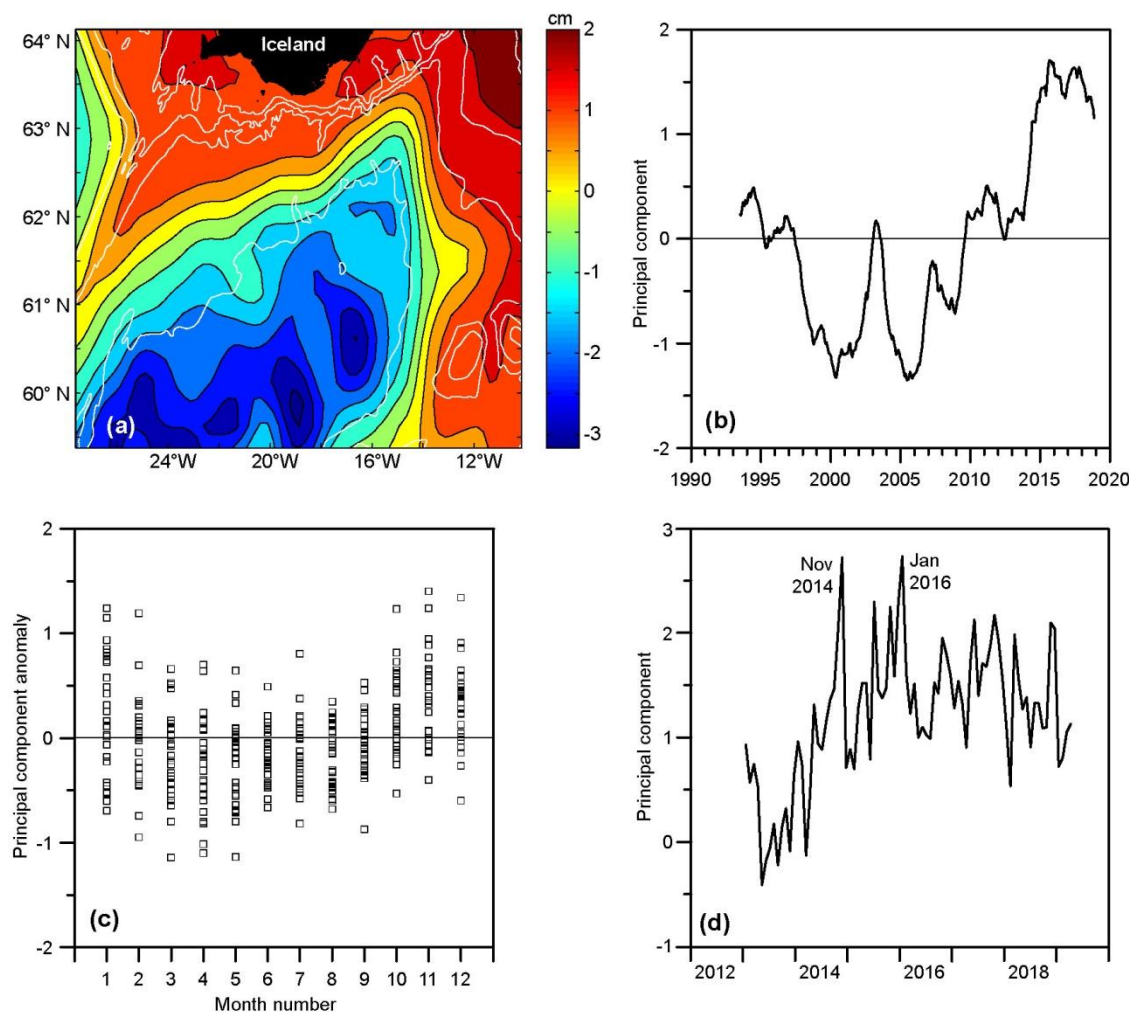 cm
64° N
63° N
62° N
61° N
60° N
Iceland
(a)
24°W
20°W
16°W
12°W
2
1
0
-1
-2
-3
Principal component
2
1
0
-1
-2
(b)
1990
1995
2000
2005
2010
2015
2020
Principal component anomaly
2
1
0
-1
-2
(c)
1 2 3 4 5 6 7 8 9 10 11 12
Month number
Principal component
3
2
1
0
-1
Nov
2014
Jan
2016
(d)
2012
2014
2016
2018